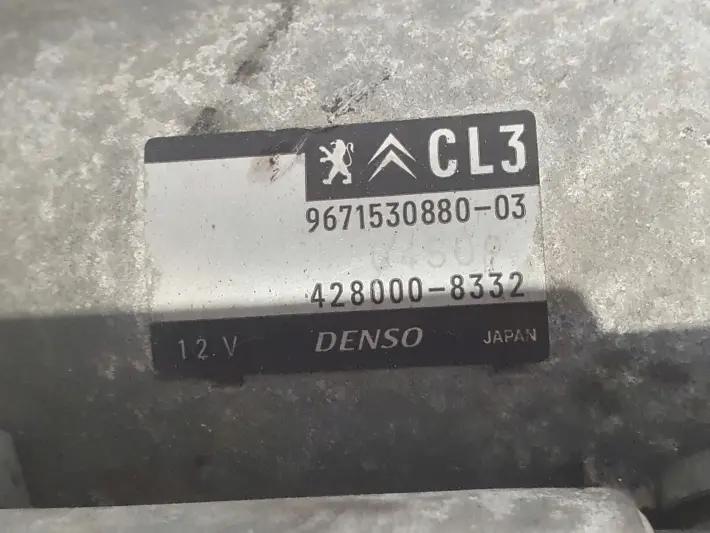 CL3
9671530880-03
428000-8332
12 V DENSO JAPAN